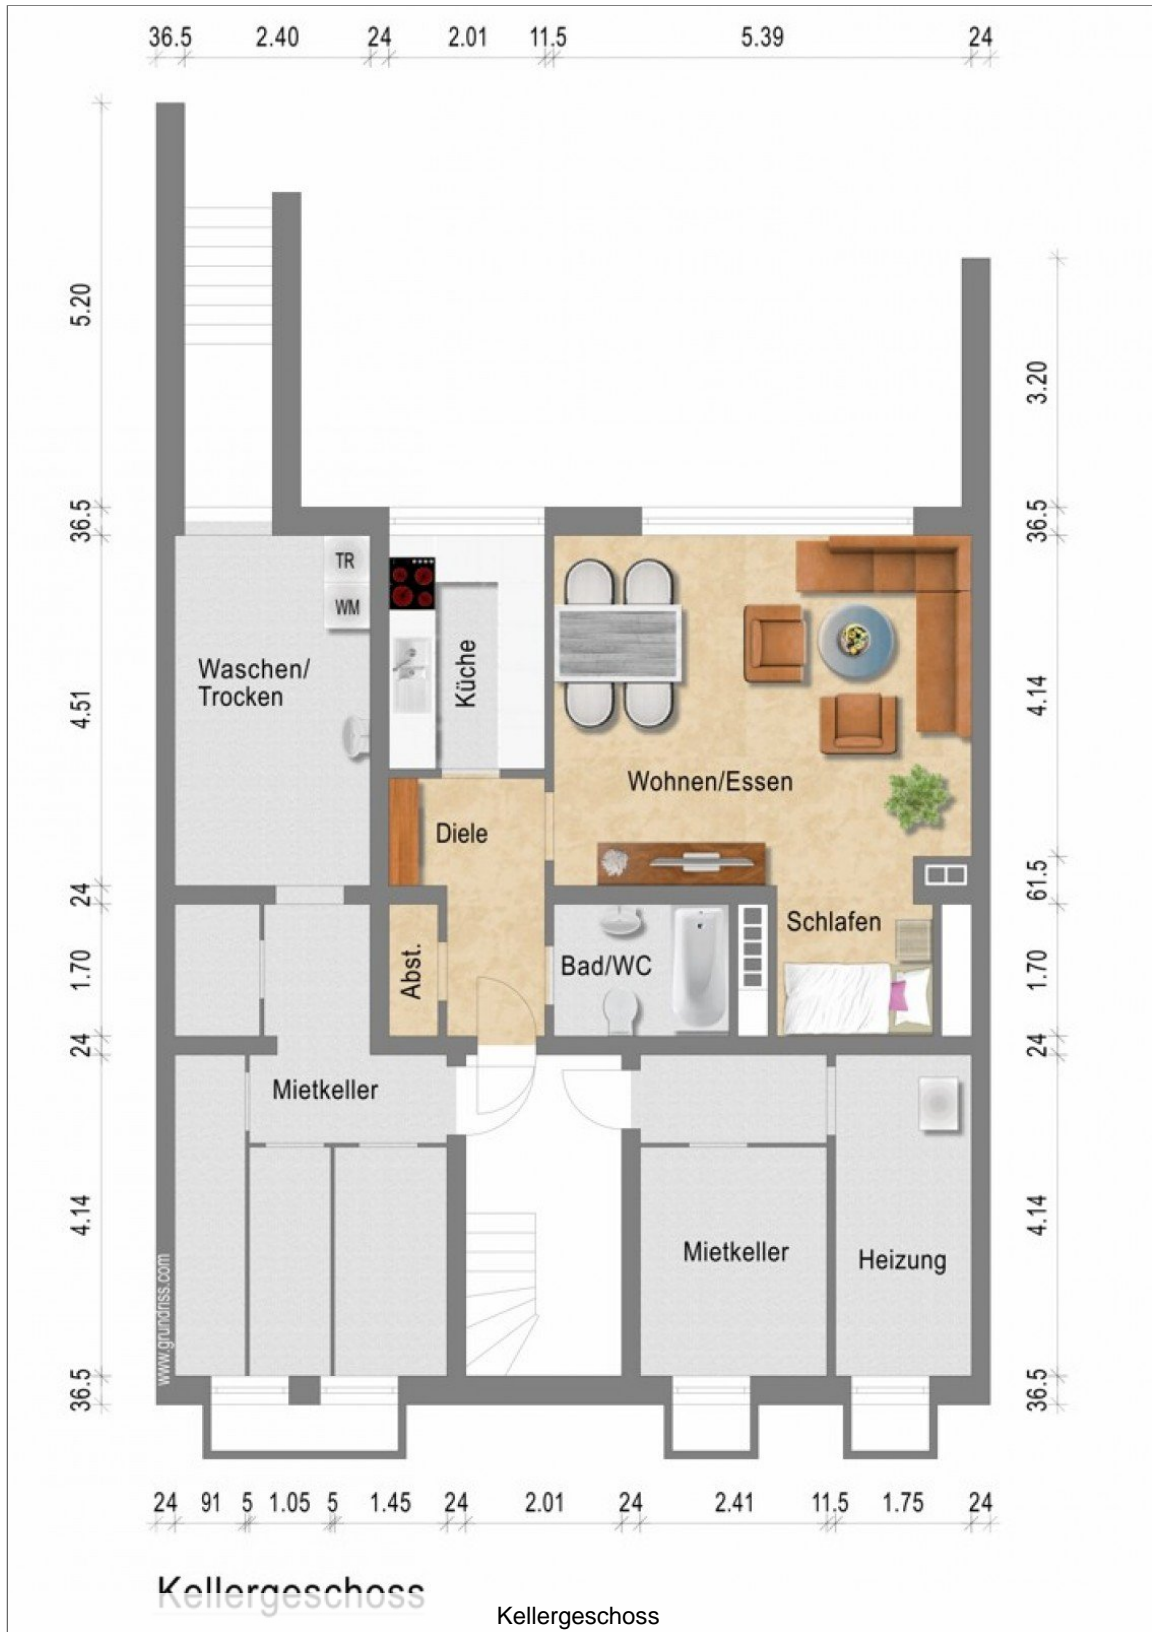 36.5 2.40 24 2.01 11.5 5.39 24
5.20
3.20
36.5
36.5
TR
WM
Waschen/
Trocken
Küche
4.51
4.14
Wohnen/Essen
Diele
24
61.5
Schlafen
Abst.
Bad/WC
1.70
1.70
24
24
Mietkeller
4.14
4.14
Mietkeller
Heizung
www.grundriss.com
36.5
36.5
24 91 5 1.05 5 1.45 24 2.01 24 2.41 11.5 1.75 24
Kellergeschoss
Kellergeschoss